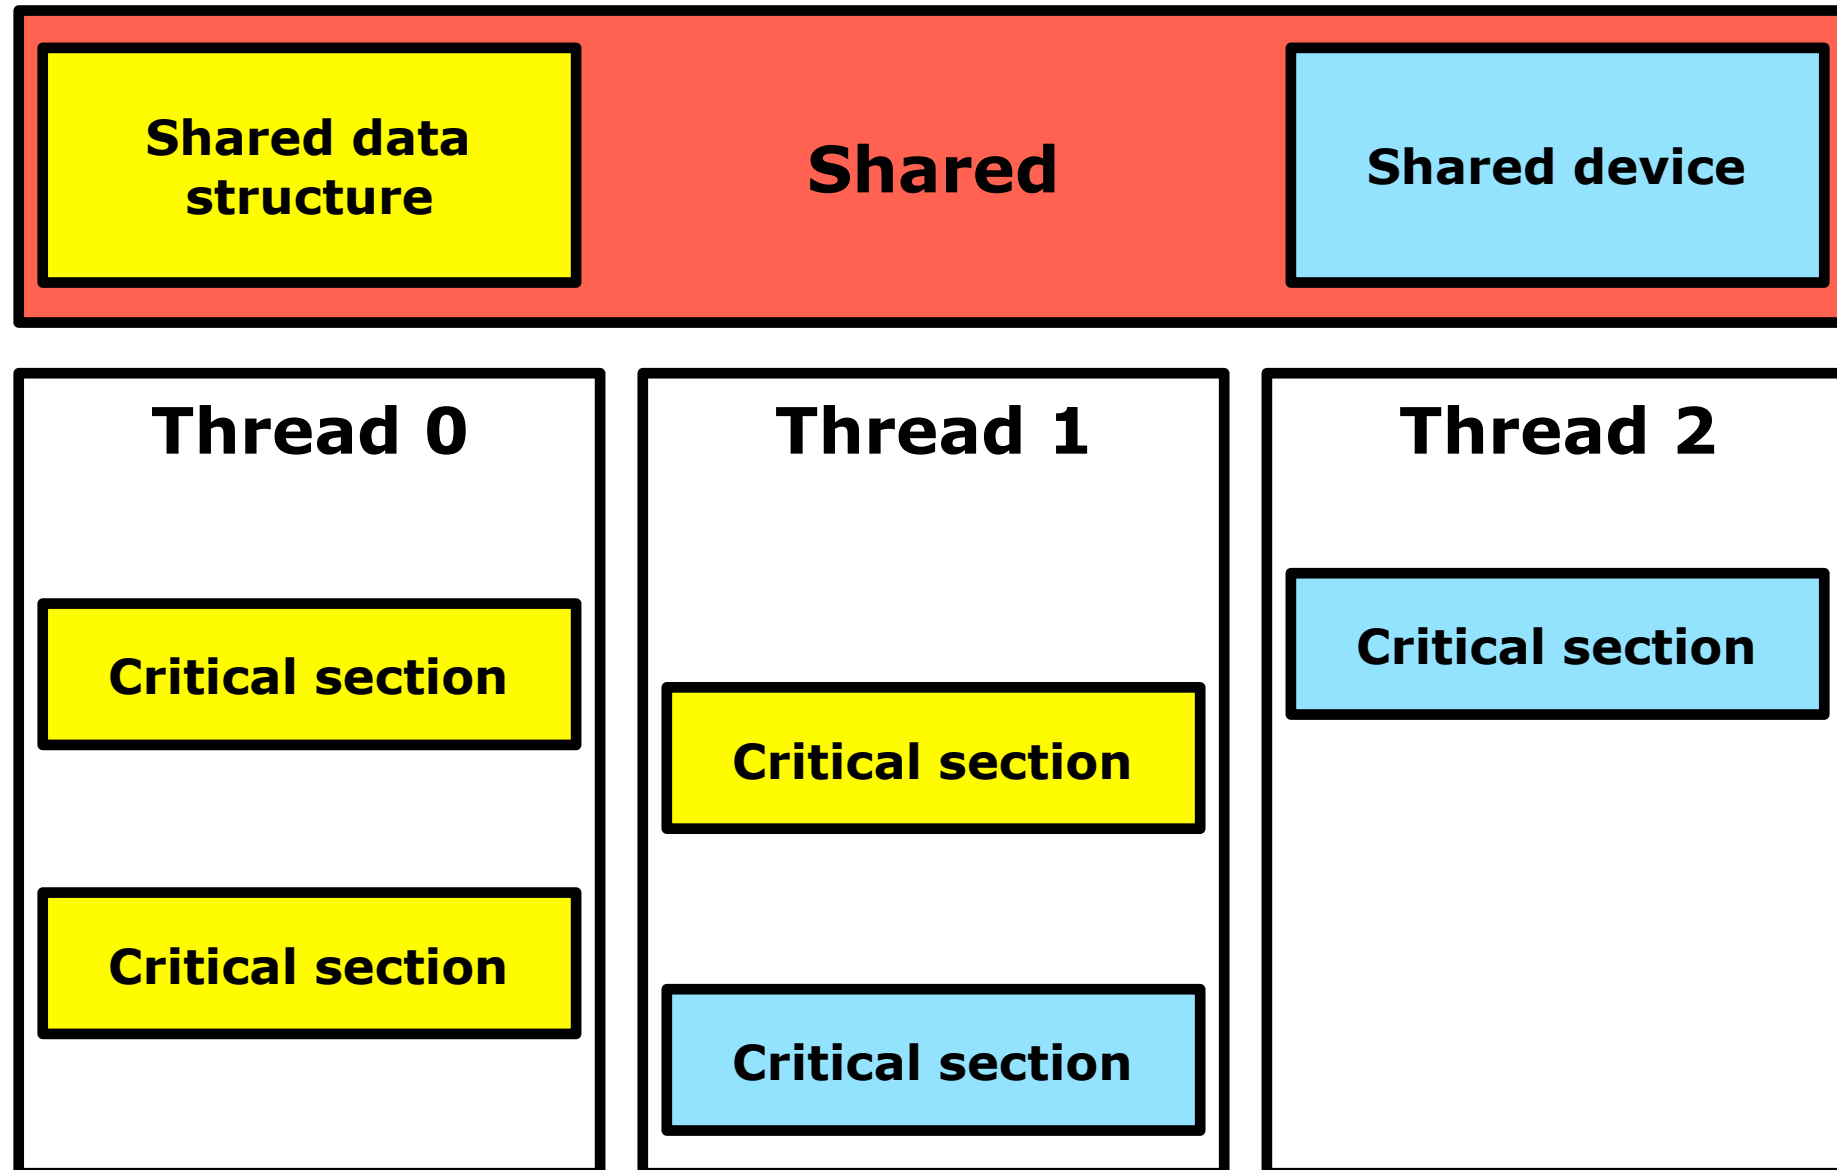 Shared data
structure
Shared
Shared device
Thread 0
Critical section
Critical section
Thread 1
Critical section
Critical section
Thread 2
Critical section